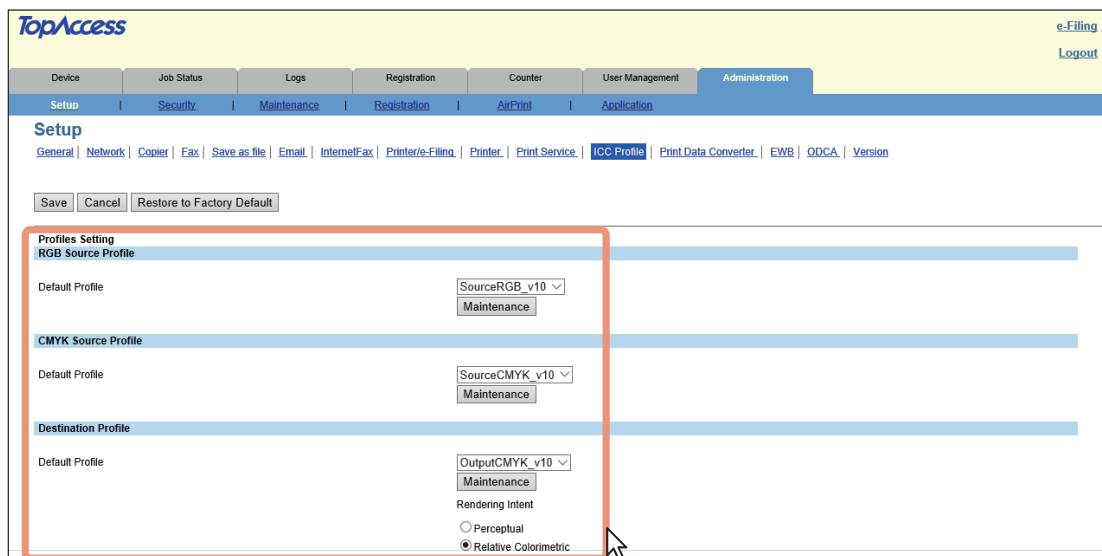 TopAccess
e-Filing
Logout
Device Job Status Logs Registration Counter User Management Administration
Setup | Security | Maintenance | Registration | AirPrint | Application
Setup
General | Network | Copier | Fax | Save as file | Email | InternetFax | Printer/e-Filing | Printer | Print Service | ICC Profile | Print Data Converter | EWB | ODCA | Version
Save Cancel Restore to Factory Default
Profiles Setting
RGB Source Profile
Default Profile SourceRGB_v10
Maintenance
CMYK Source Profile
Default Profile SourceCMYK_v10
Maintenance
Destination Profile
Default Profile OutputCMYK_v10
Maintenance
Rendering Intent
Perceptual
Relative Colorimetric